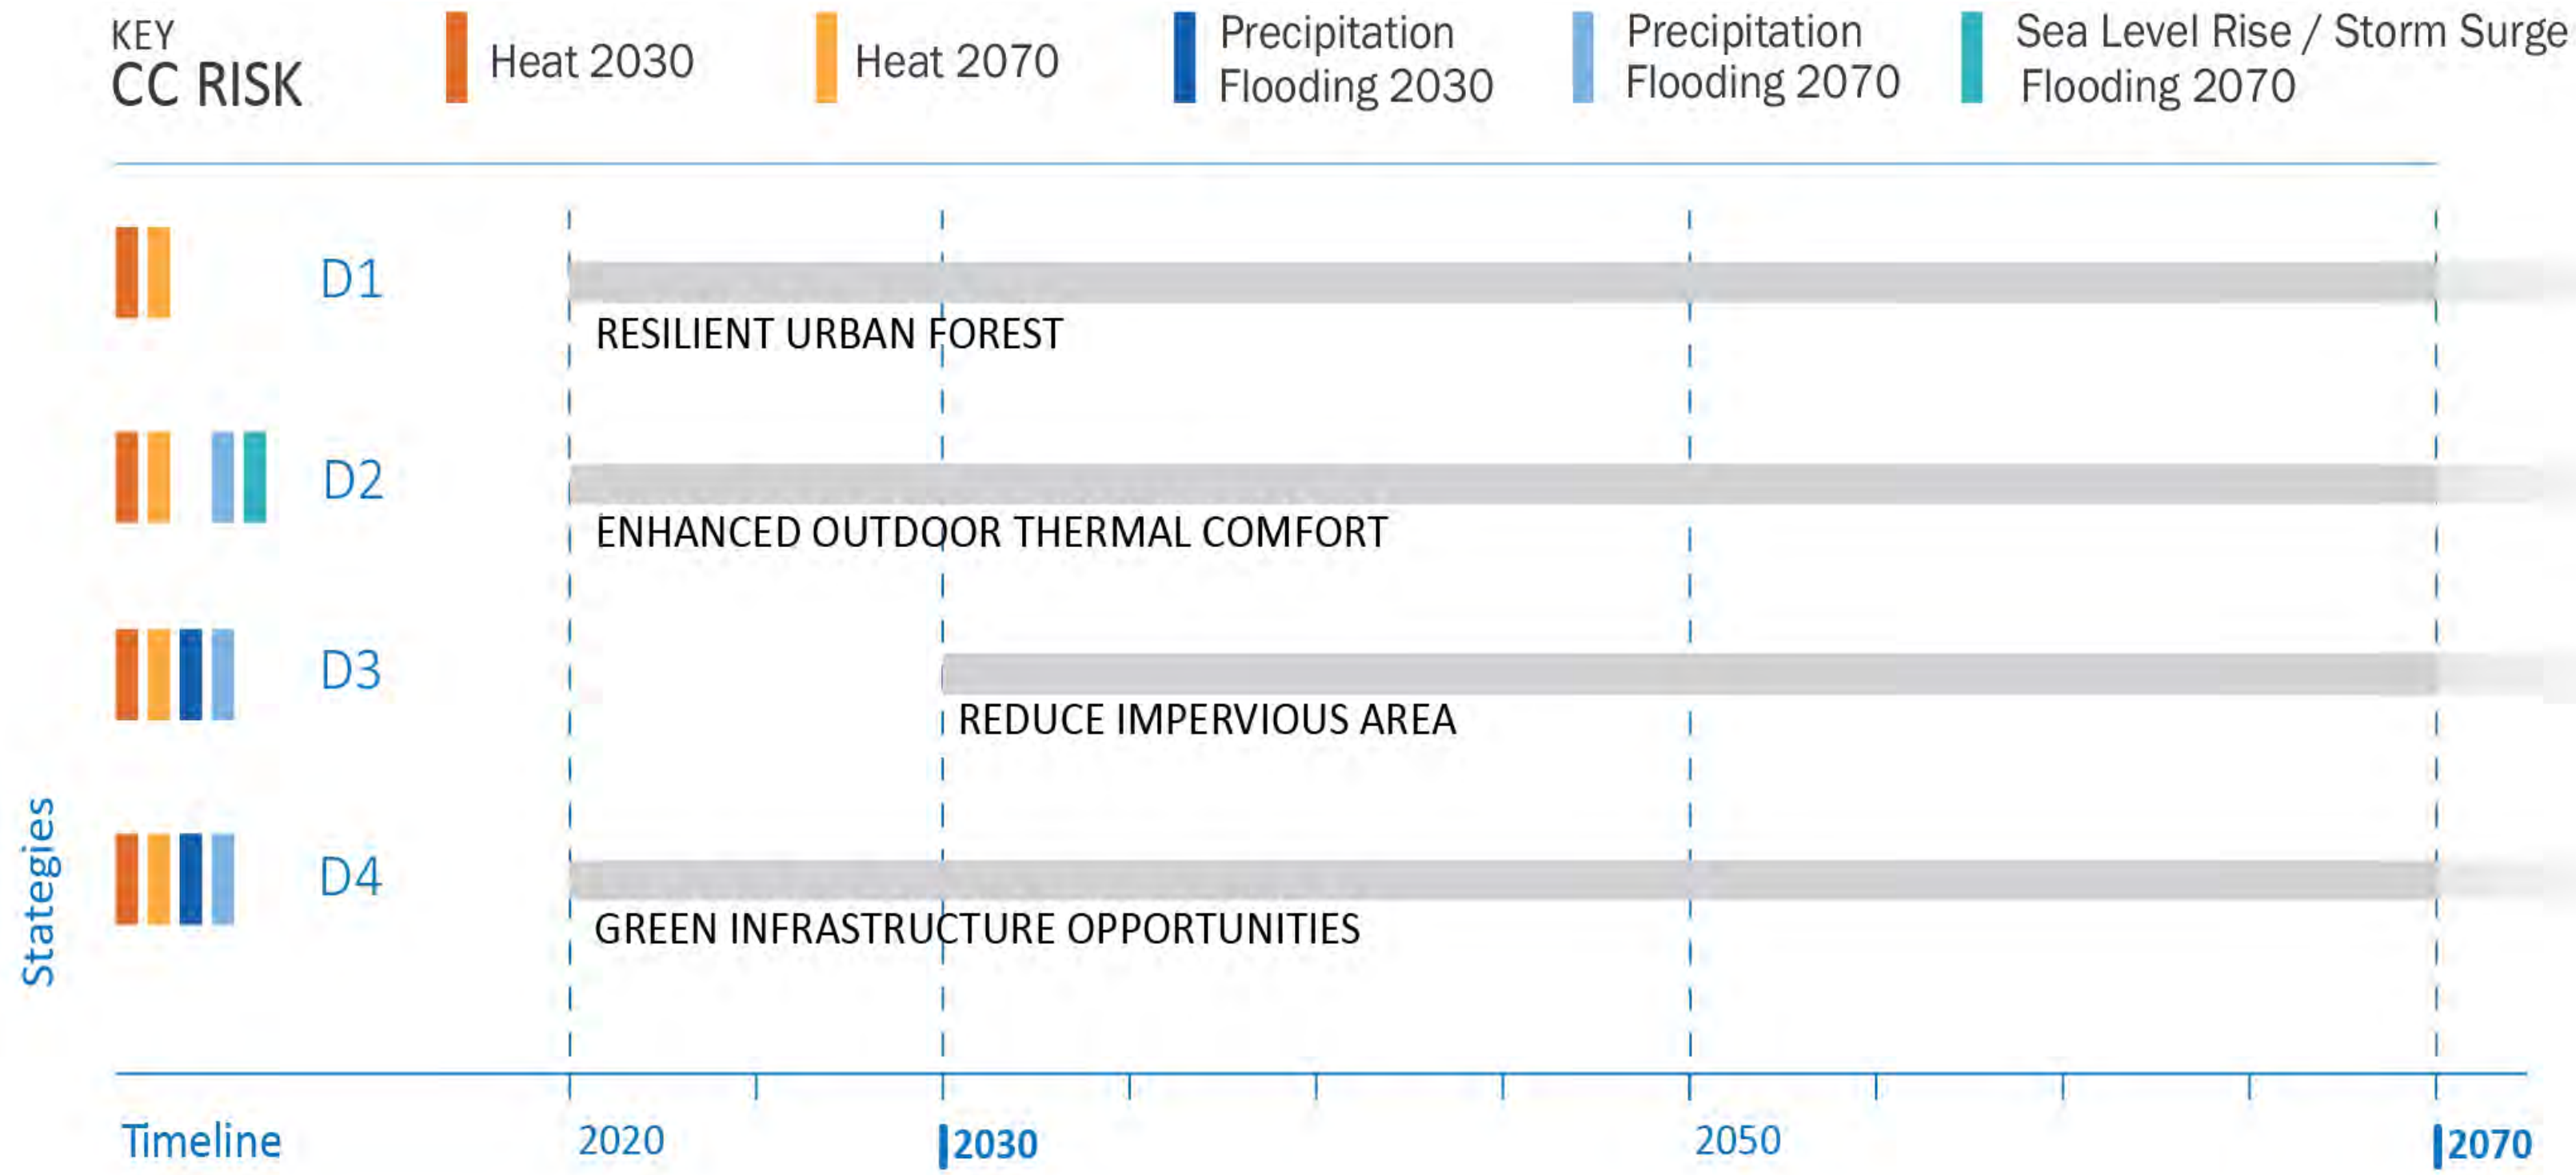 KEY
CC RISK
Heat 2030
Heat 2070
Precipitation
Flooding 2030
Precipitation
Flooding 2070
Sea Level Rise / Storm Surge
Flooding 2070
D1
RESILIENT URBAN FOREST
D2
ENHANCED OUTDOOR THERMAL COMFORT
D3
REDUCE IMPERVIOUS AREA
D4
GREEN INFRASTRUCTURE OPPORTUNITIES
Stategies
Timeline
2020
2030
2050
2070